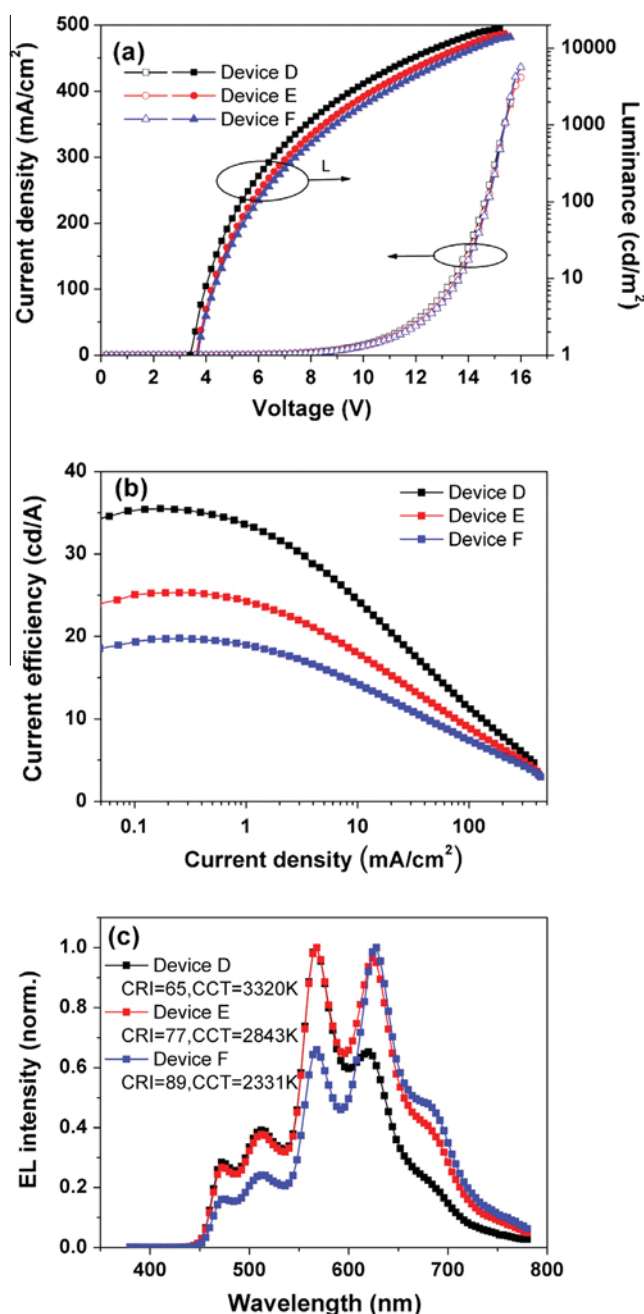 (a)
Device D
Device E
Device F
L
500
400
300
200
100
0
10000
1000
100
10
1
0 2 4 6 8 10 12 14 16
Current density (mA/cm²)
Luminance (cd/m²)
Voltage (V)
(b)
Device D
Device E
Device F
40
30
20
10
0
0.1 1 10 100
Current efficiency (cd/A)
Current density (mA/cm²)
(c)
Device D
CRI=65,CCT=3320K
Device E
CRI=77,CCT=2843K
Device F
CRI=89,CCT=2331K
1.0
0.8
0.6
0.4
0.2
0.0
400 500 600 700 800
EL intensity (norm.)
Wavelength (nm)